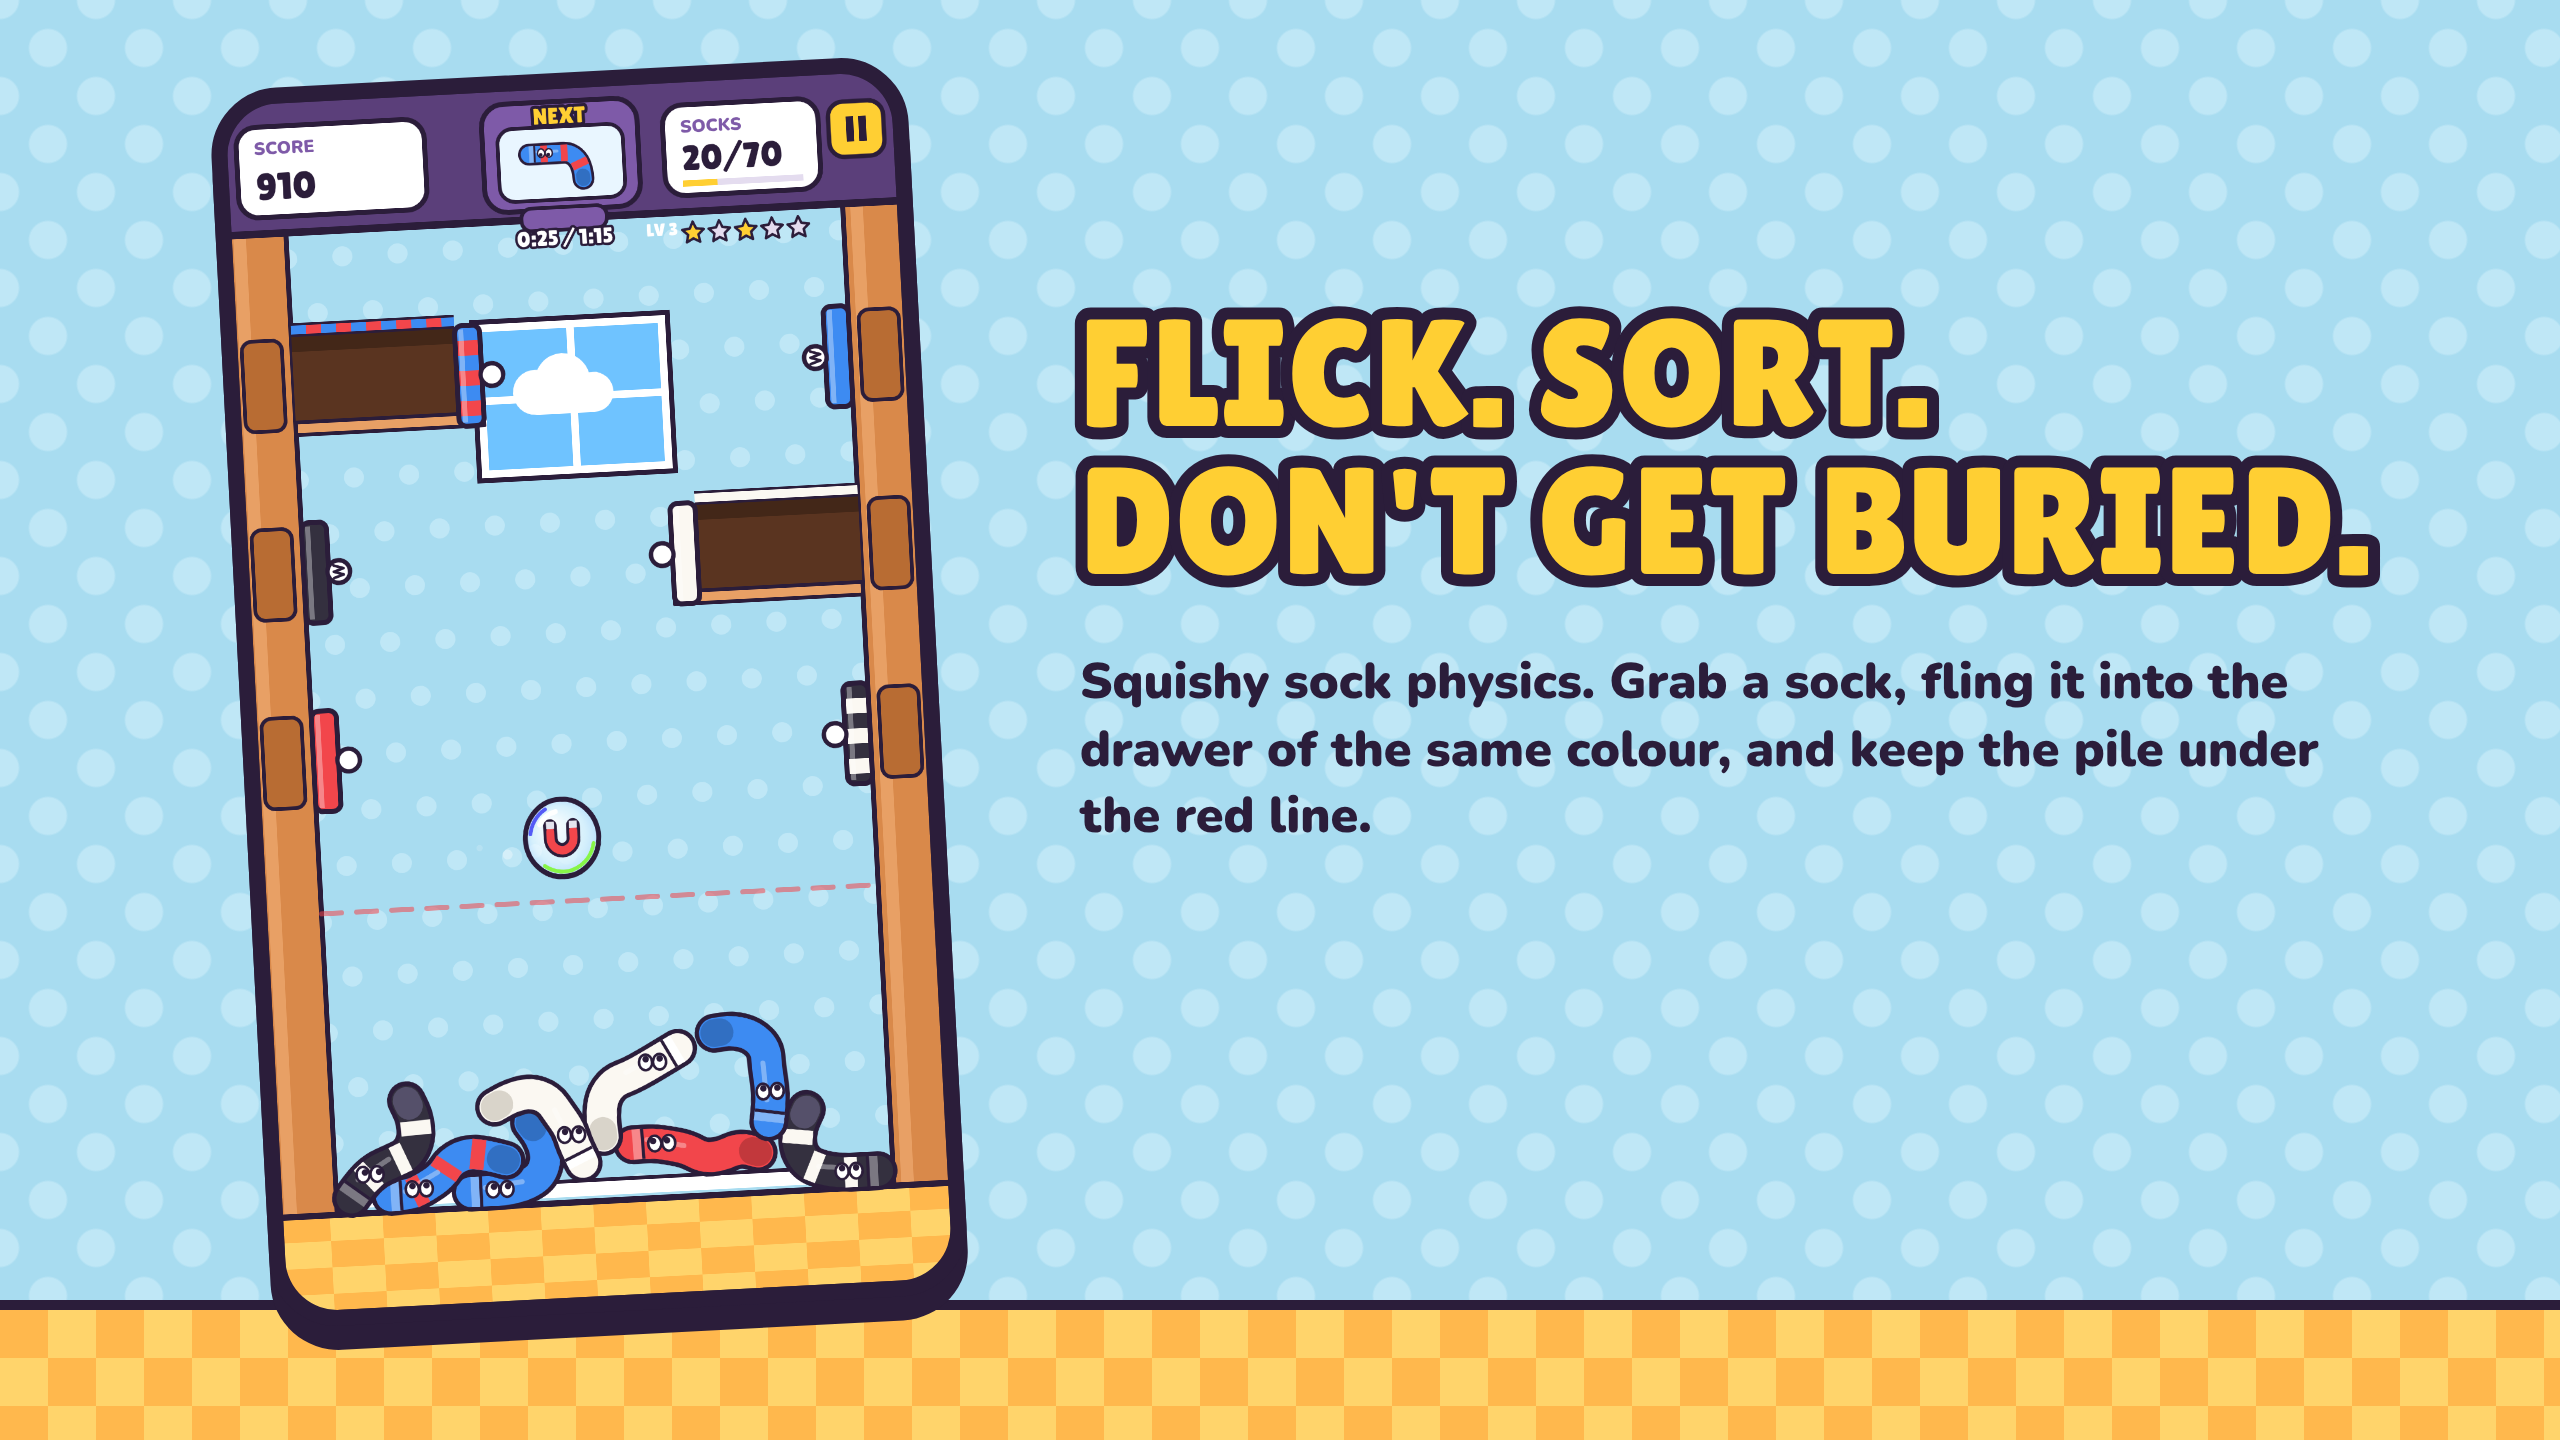 NEXT
SCORE
910
SOCKS
20/70
0:25/1:15
LV 3
FLICK. SORT.
DON'T GET BURIED.
Squishy sock physics. Grab a sock, fling it into the
drawer of the same colour, and keep the pile under
the red line.